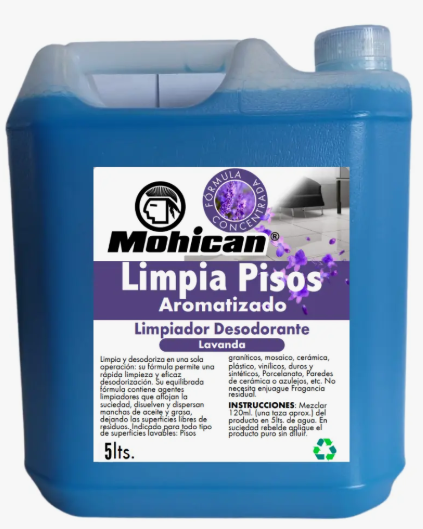 FÓRMULA CONCENTRADA
Mohican®
Limpia Pisos
Aromatizado
Limpiador Desodorante
Lavanda
Limpia y desodoriza en una sola
operación: su fórmula permite una
rápida limpieza y eficaz
desodorización. Su equilibrada
fórmula contiene agentes
limpiadores que aflojan la
suciedad, disuelven y dispersan
manchas de aceite y grasa,
dejando las superficies libres de
residuos. Indicado para todo tipo
de superficies lavables: Pisos
5lts.
graníticos, mosaico, cerámica,
plástico, vinílicos, duros y
sintéticos, Porcelanato, Paredes
de cerámica o azulejos, etc. No
necesita enjuague Fragancia
residual.
INSTRUCCIONES: Mezclar
120ml. (una taza aprox.) del
producto en 5lts. de agua. En
suciedad rebelde aplique el
producto puro sin diluir.